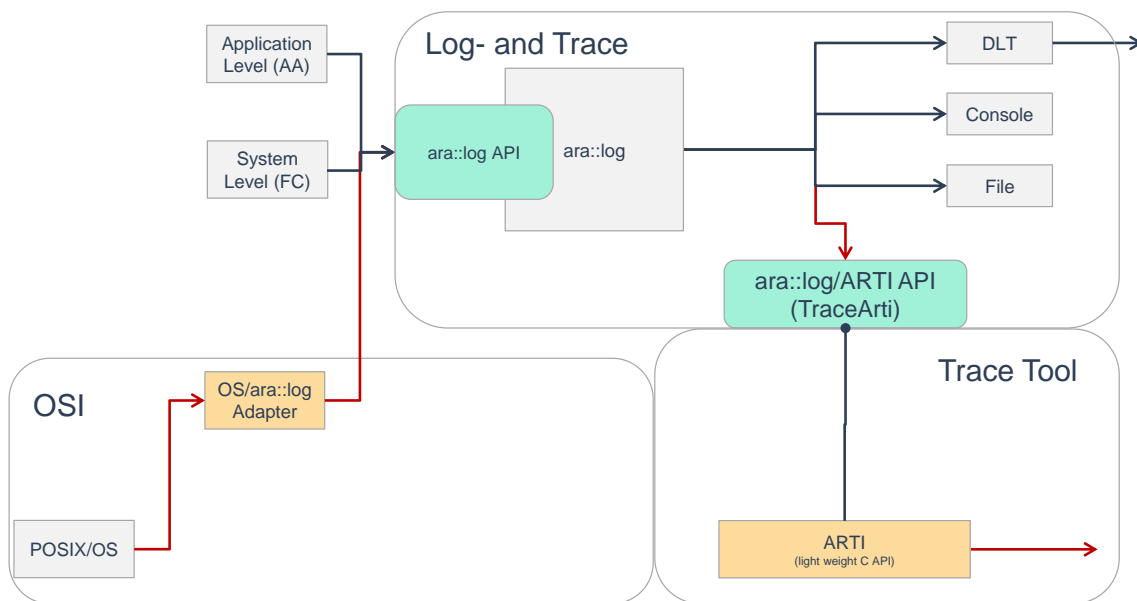 Application
Level (AA)
System
Level (FC)
Log- and Trace
ara::log API
ara::log
DLT
Console
File
ara::log/ARTI API
(TraceArti)
OSI
OS/ara::log
Adapter
POSIX/OS
Trace Tool
ARTI
(light weight C API)